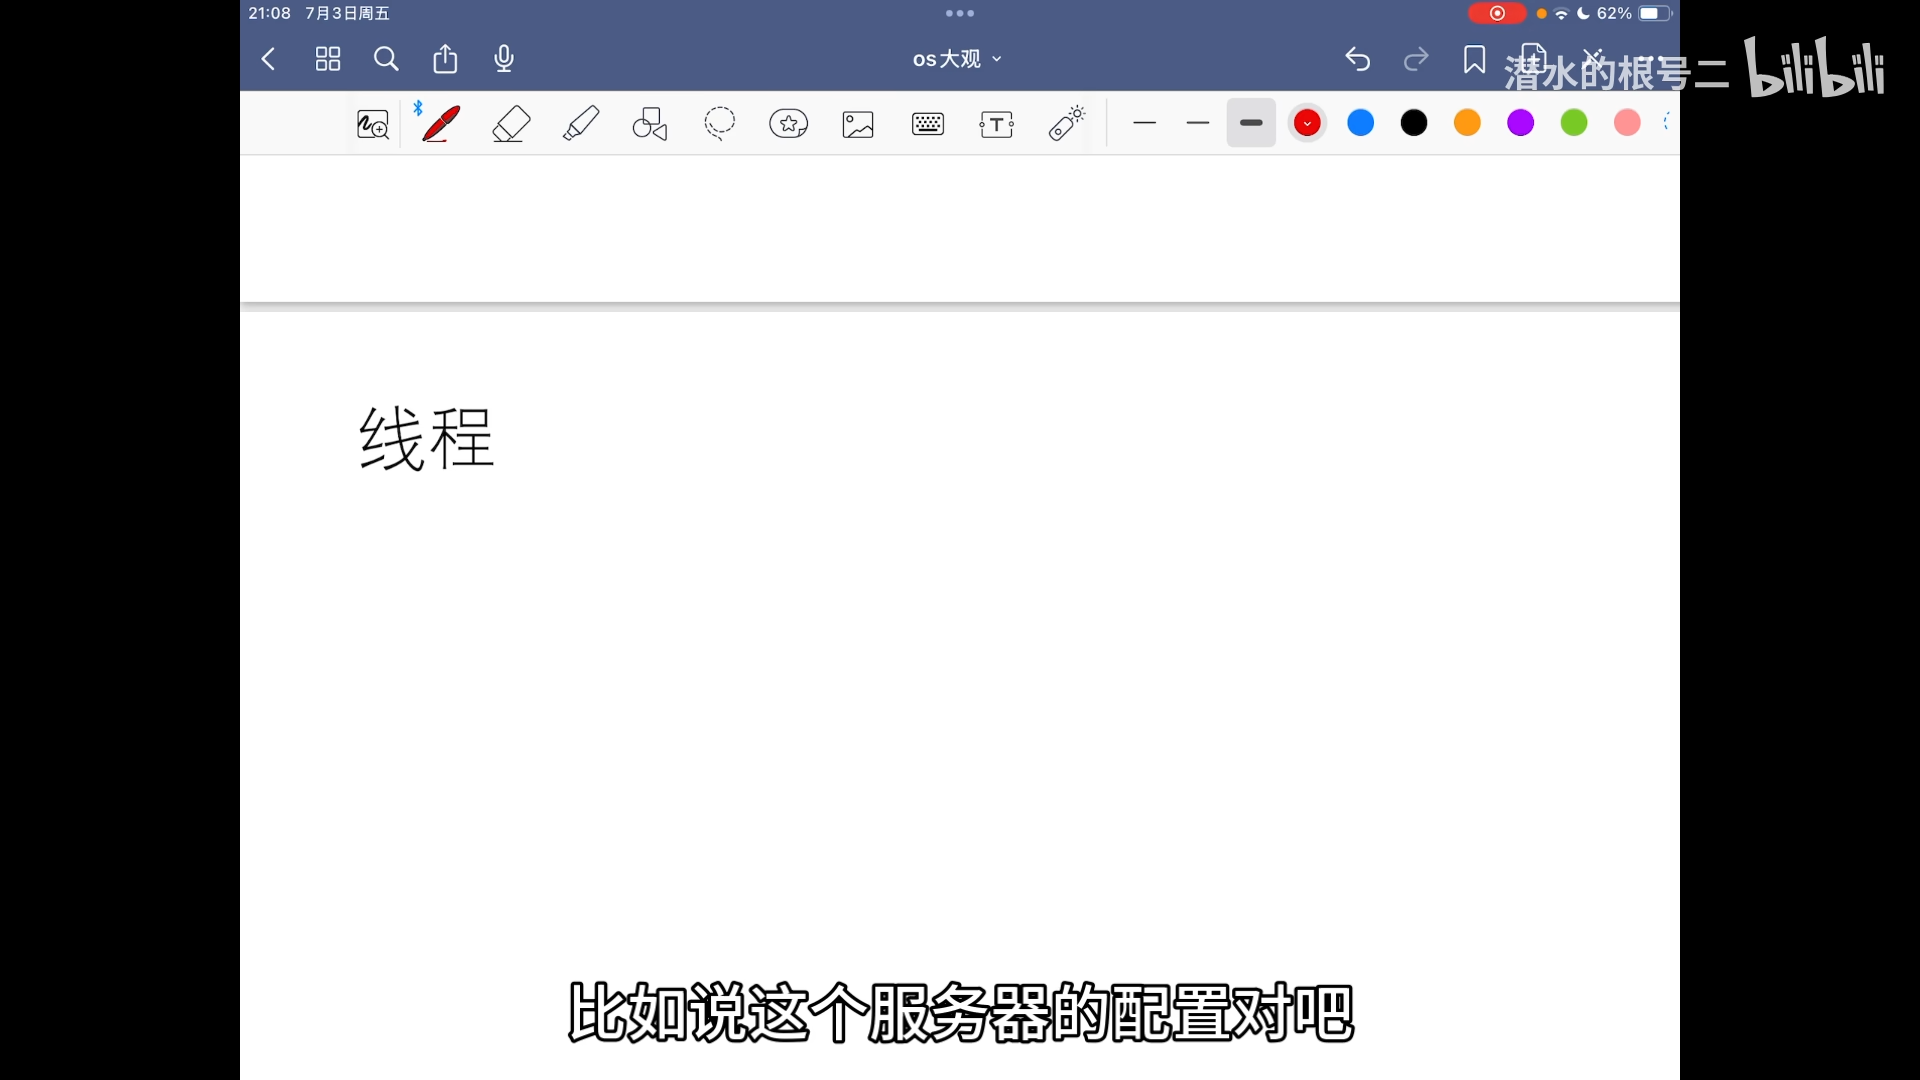 21:08 7月3日周五
62%
os大观
潜水的根号二 bilibili
线程
比如说这个服务器的配置对吧